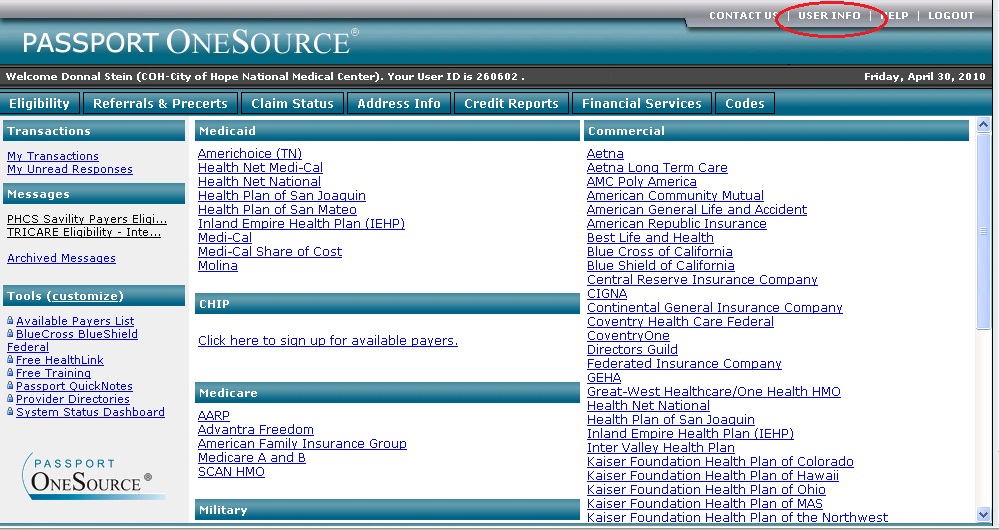 CONTACT US | USER INFO | HELP | LOGOUT
PASSPORT ONESOURCE®
Welcome Donnal Stein (COH-City of Hope National Medical Center). Your User ID is 260602 .
Friday, April 30, 2010
Eligibility
Referrals & Precerts
Claim Status
Address Info
Credit Reports
Financial Services
Codes
Transactions
My Transactions
My Unread Responses
Messages
PHCS Savility Payers Eligi...
TRICARE Eligibility - Inte...
Archived Messages
Tools (customize)
Available Payers List
BlueCross BlueShield
Federal
Free HealthLink
Free Training
Passport QuickNotes
Provider Directories
System Status Dashboard
PASSPORT
ONESOURCE®
Medicaid
Americhoice (TN)
Health Net Medi-Cal
Health Net National
Health Plan of San Joaquin
Health Plan of San Mateo
Inland Empire Health Plan (IEHP)
Medi-Cal
Medi-Cal Share of Cost
Molina
CHIP
Click here to sign up for available payers.
Medicare
AARP
Advantra Freedom
American Family Insurance Group
Medicare A and B
SCAN HMO
Military
Commercial
Aetna
Aetna Long Term Care
AMC Poly America
American Community Mutual
American General Life and Accident
American Republic Insurance
Best Life and Health
Blue Cross of California
Blue Shield of California
Central Reserve Insurance Company
CIGNA
Continental General Insurance Company
Coventry Health Care Federal
CoventryOne
Directors Guild
Federated Insurance Company
GEHA
Great-West Healthcare/One Health HMO
Health Net National
Health Plan of San Joaquin
Inland Empire Health Plan (IEHP)
Inter Valley Health Plan
Kaiser Foundation Health Plan of Colorado
Kaiser Foundation Health Plan of Hawaii
Kaiser Foundation Health Plan of Ohio
Kaiser Foundation Health Plan of MAS
Kaiser Foundation Health Plan of the Northwest